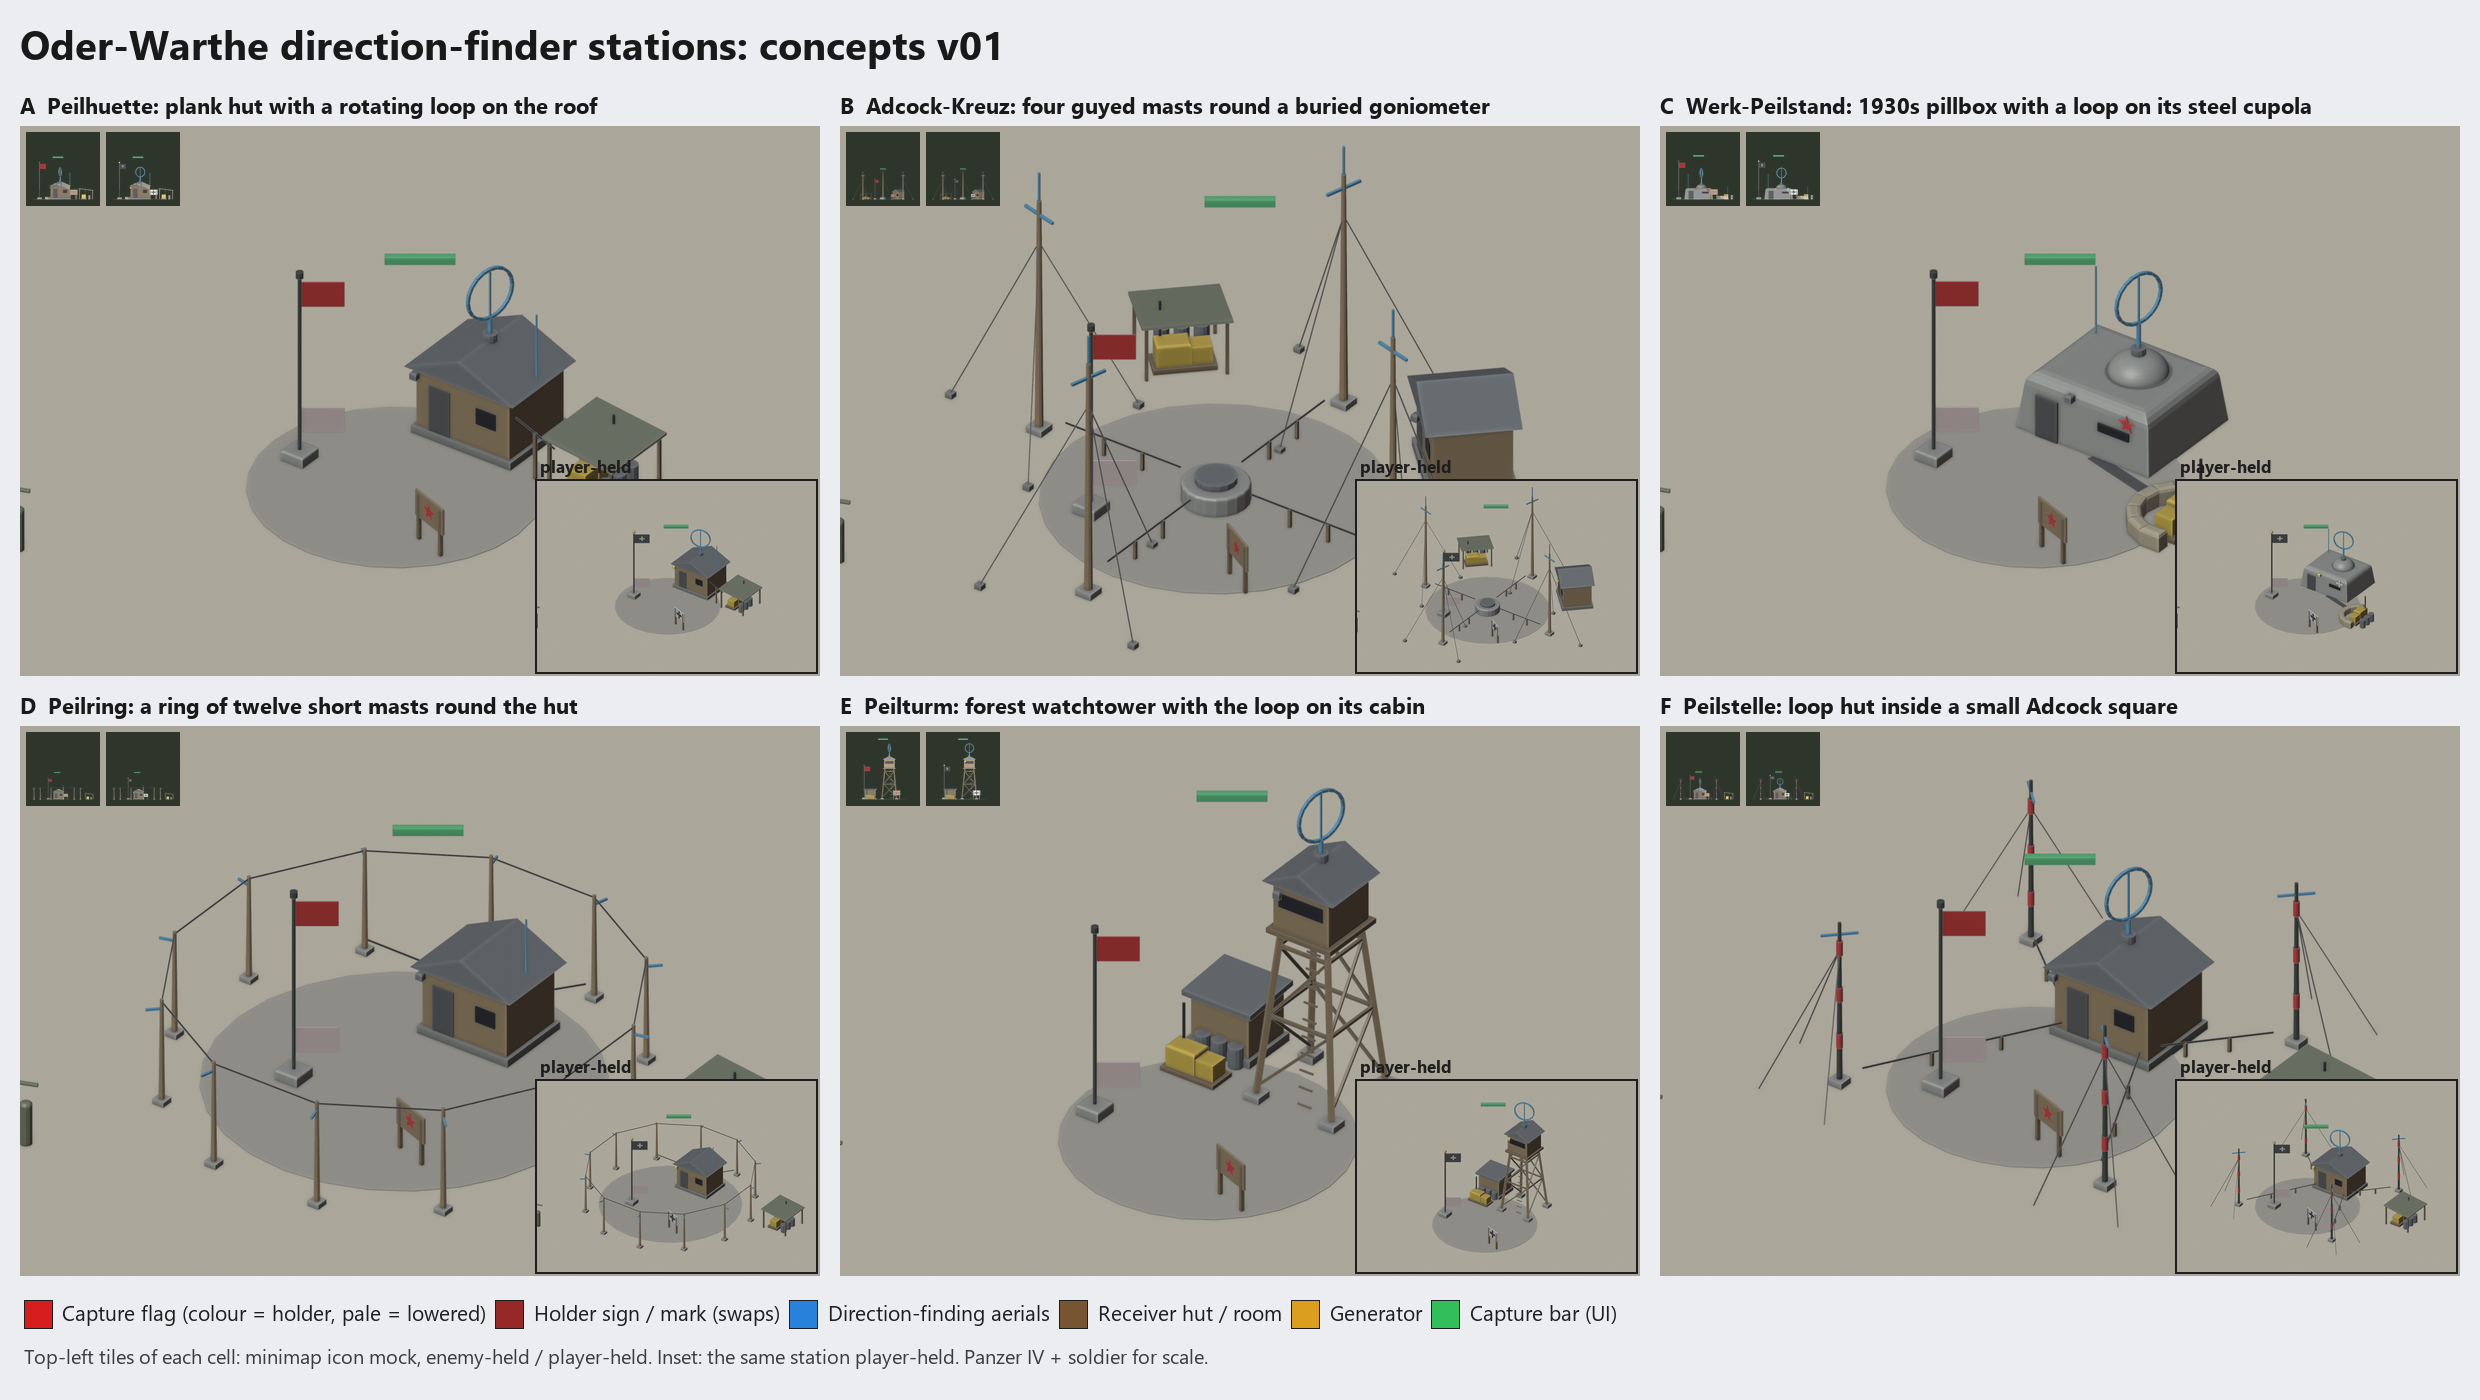 Oder-Warthe direction-finder stations: concepts v01
A Peilhuette: plank hut with a rotating loop on the roof
B Adcock-Kreuz: four guyed masts round a buried goniometer
C Werk-Peilstand: 1930s pillbox with a loop on its steel cupola
player-held
player-held
player-held
D Peilring: a ring of twelve short masts round the hut
E Peilturm: forest watchtower with the loop on its cabin
F Peilstelle: loop hut inside a small Adcock square
player-held
player-held
player-held
Capture flag (colour = holder, pale = lowered)
Holder sign / mark (swaps)
Direction-finding aerials
Receiver hut / room
Generator
Capture bar (UI)
Top-left tiles of each cell: minimap icon mock, enemy-held / player-held. Inset: the same station player-held. Panzer IV + soldier for scale.